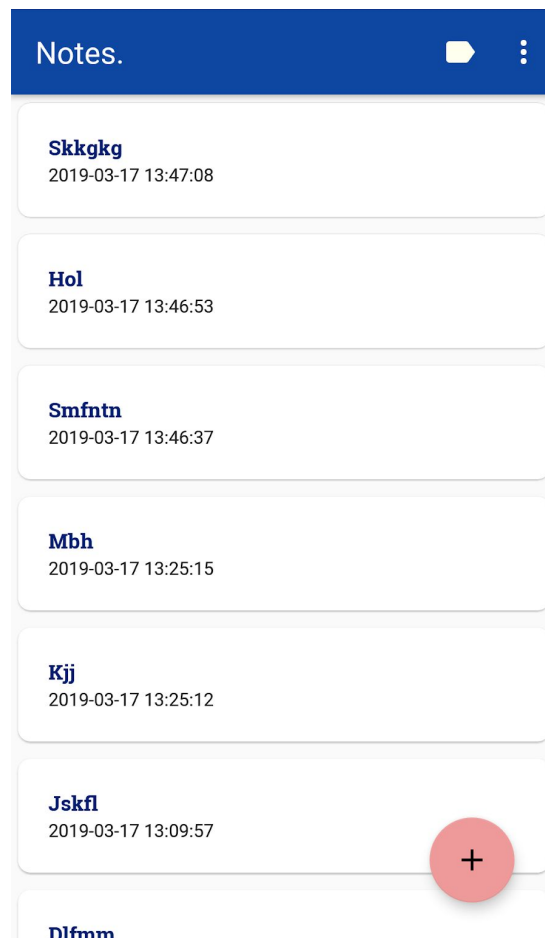 Notes.
Skkgkg
2019-03-17 13:47:08
Hol
2019-03-17 13:46:53
Smfntn
2019-03-17 13:46:37
Mbh
2019-03-17 13:25:15
Kjj
2019-03-17 13:25:12
Jskfl
2019-03-17 13:09:57
Dlfmm